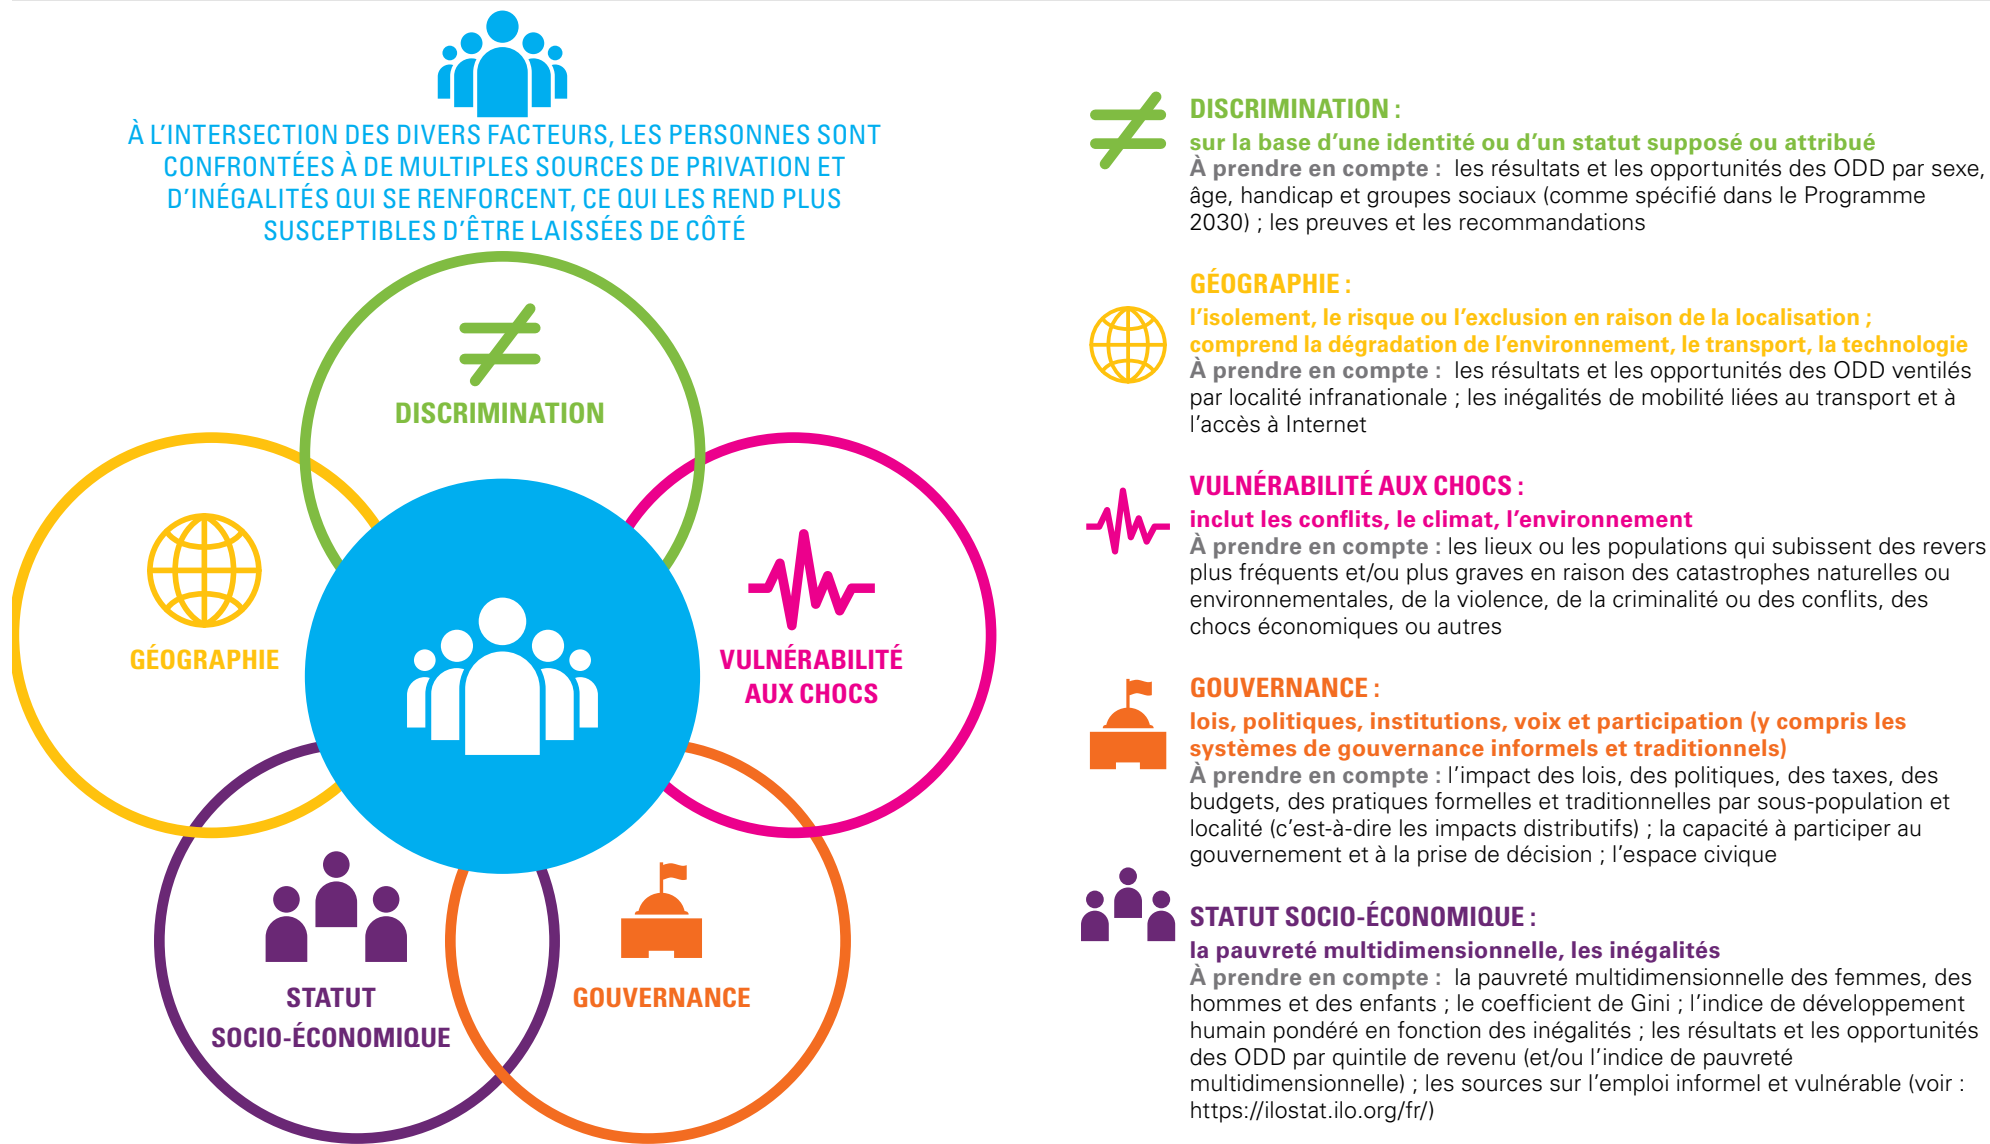 À L'INTERSECTION DES DIVERS FACTEURS, LES PERSONNES SONT
CONFRONTÉES À DE MULTIPLES SOURCES DE PRIVATION ET
D'INÉGALITÉS QUI SE RENFORCENT, CE QUI LES REND PLUS
SUSCEPTIBLES D'ÊTRE LAISSÉES DE CÔTÉ
DISCRIMINATION
GÉOGRAPHIE
VULNÉRABILITÉ
AUX CHOCS
STATUT
SOCIO-ÉCONOMIQUE
GOUVERNANCE
DISCRIMINATION :
sur la base d'une identité ou d'un statut supposé ou attribué
À prendre en compte : les résultats et les opportunités des ODD par sexe,
âge, handicap et groupes sociaux (comme spécifié dans le Programme
2030) ; les preuves et les recommandations
GÉOGRAPHIE :
l'isolement, le risque ou l'exclusion en raison de la localisation ;
comprend la dégradation de l'environnement, le transport, la technologie
À prendre en compte : les résultats et les opportunités des ODD ventilés
par localité infranationale ; les inégalités de mobilité liées au transport et à
l'accès à Internet
VULNÉRABILITÉ AUX CHOCS :
inclut les conflits, le climat, l'environnement
À prendre en compte : les lieux ou les populations qui subissent des revers
plus fréquents et/ou plus graves en raison des catastrophes naturelles ou
environnementales, de la violence, de la criminalité ou des conflits, des
chocs économiques ou autres
GOUVERNANCE :
lois, politiques, institutions, voix et participation (y compris les
systèmes de gouvernance informels et traditionnels)
À prendre en compte : l'impact des lois, des politiques, des taxes, des
budgets, des pratiques formelles et traditionnelles par sous-population et
localité (c'est-à-dire les impacts distributifs) ; la capacité à participer au
gouvernement et à la prise de décision ; l'espace civique
STATUT SOCIO-ÉCONOMIQUE :
la pauvreté multidimensionnelle, les inégalités
À prendre en compte : la pauvreté multidimensionnelle des femmes, des
hommes et des enfants ; le coefficient de Gini ; l'indice de développement
humain pondéré en fonction des inégalités ; les résultats et les opportunités
des ODD par quintile de revenu (et/ou l'indice de pauvreté
multidimensionnelle) ; les sources sur l'emploi informel et vulnérable (voir :
https://ilostat.ilo.org/fr/)